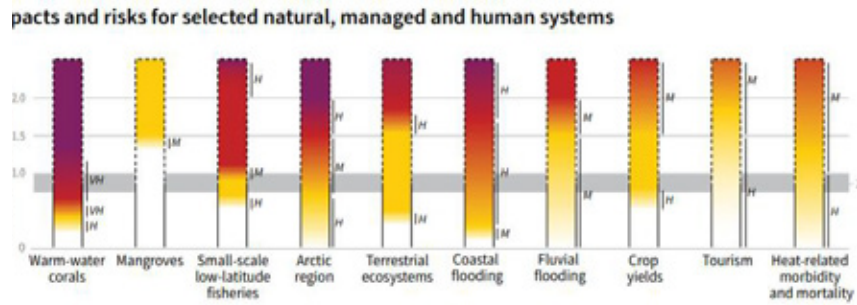 pacts and risks for selected natural, managed and human systems
H
M
H
H
H
M
M
2.0
H
H
M
M
1.5
M
M
H
1.0
VH
M
H
M
H
H
VH
H
H
H
H
H
M
0
Warm-water
corals
Mangroves
Small-scale
low-latitude
fisheries
Arctic
region
Terrestrial
ecosystems
Coastal
flooding
Fluvial
flooding
Crop
yields
Tourism
Heat-related
morbidity
and mortality